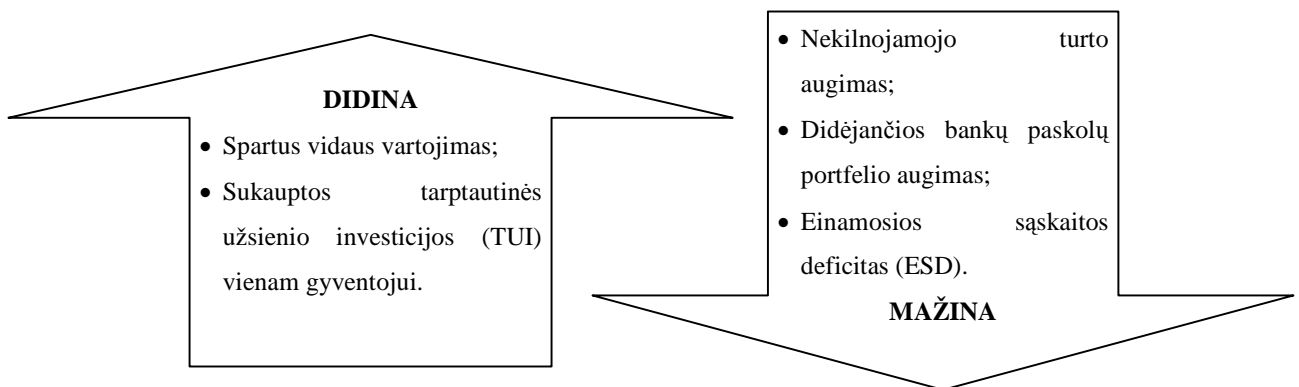 DIDINA
• Spartus vidaus vartojimas;
• Sukauptos tarptautinės
užsienio investicijos (TUI)
vienam gyventojui.
• Nekilnojamojo turto
augimas;
• Didėjančios bankų paskolų
portfelio augimas;
• Einamosios sąskaitos
deficitas (ESD).
MAŽINA